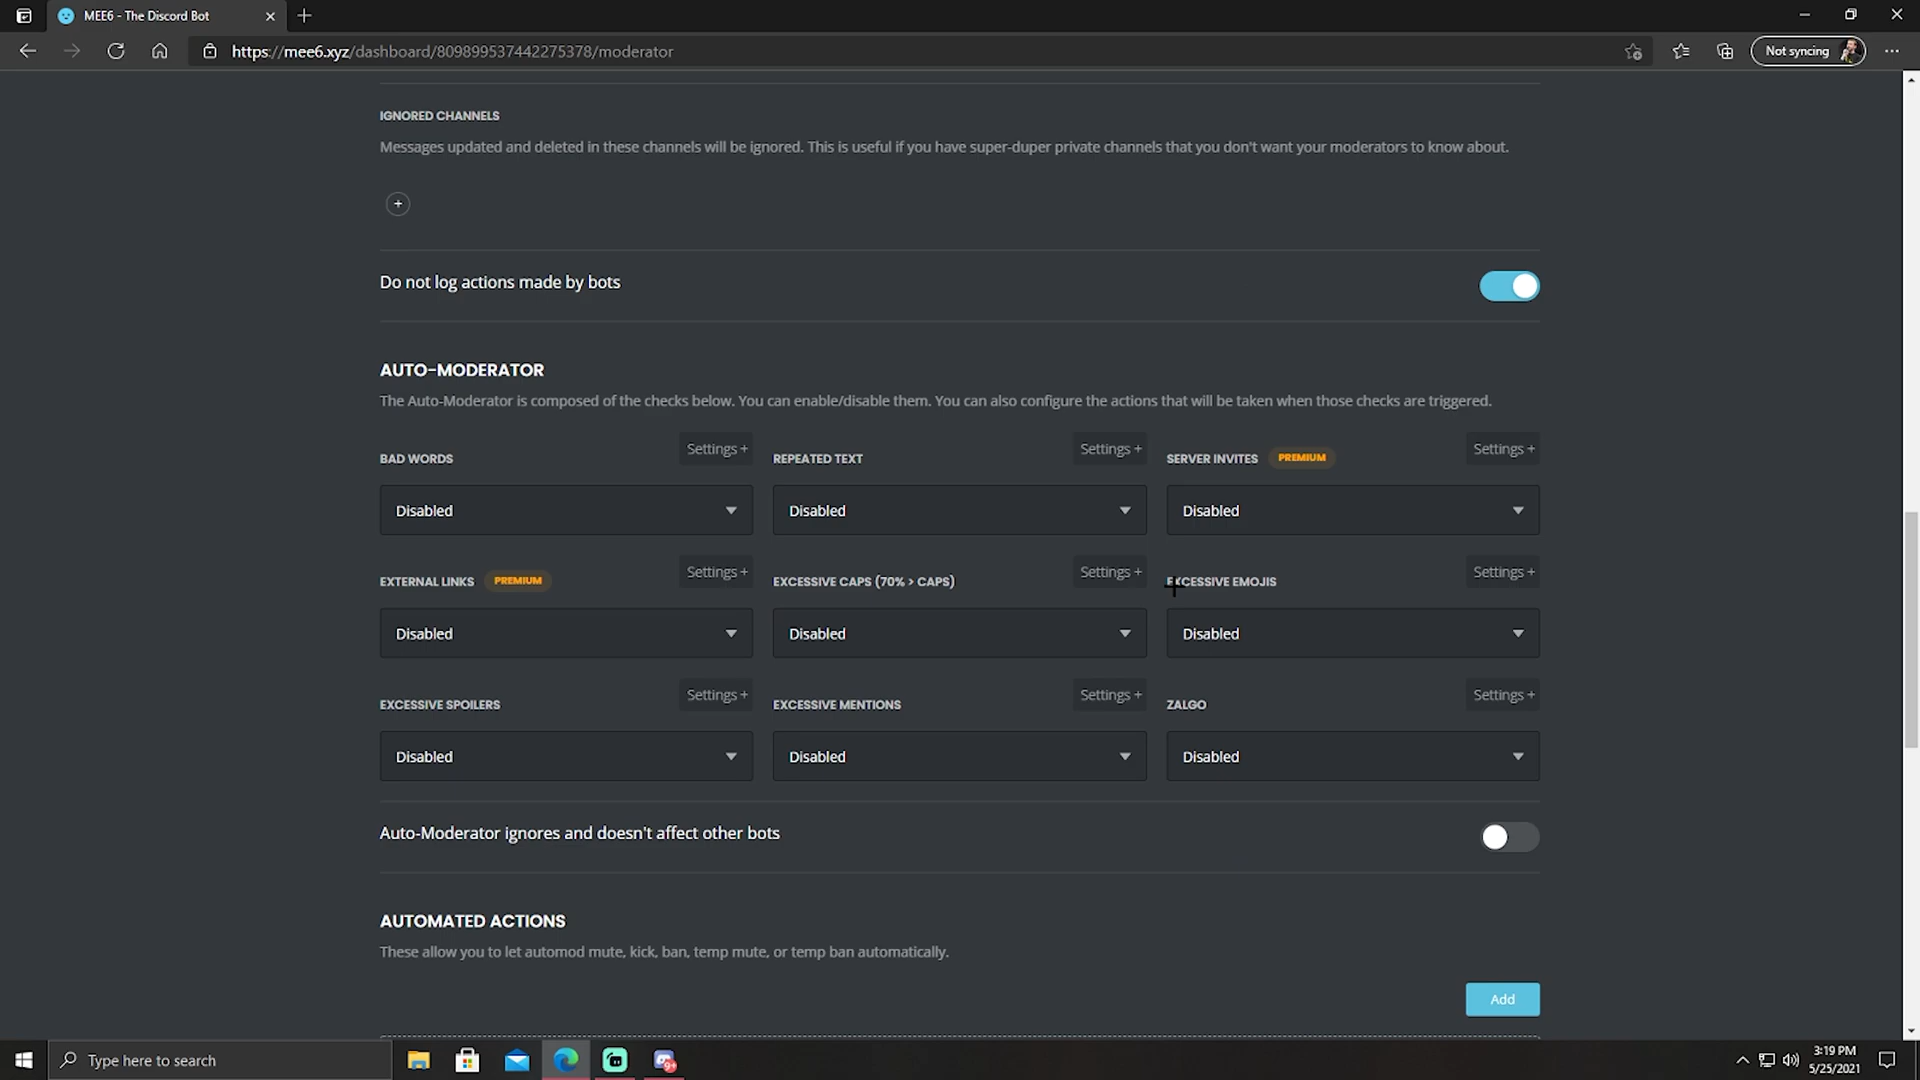 MEE6 - The Discord Bot
https://mee6.xyz/dashboard/809899537442275378/moderator
Not syncing
IGNORED CHANNELS
Messages updated and deleted in these channels will be ignored. This is useful if you have super-duper private channels that you don't want your moderators to know about.
Do not log actions made by bots
AUTO-MODERATOR
The Auto-Moderator is composed of the checks below. You can enable/disable them. You can also configure the actions that will be taken when those checks are triggered.
BAD WORDS Settings + REPEATED TEXT Settings + SERVER INVITES PREMIUM Settings +
Disabled Disabled Disabled
EXTERNAL LINKS PREMIUM Settings + EXCESSIVE CAPS (70% > CAPS) Settings + EXCESSIVE EMOJIS Settings +
Disabled Disabled Disabled
EXCESSIVE SPOILERS Settings + EXCESSIVE MENTIONS Settings + ZALGO Settings +
Disabled Disabled Disabled
Auto-Moderator ignores and doesn't affect other bots
AUTOMATED ACTIONS
These allow you to let automod mute, kick, ban, temp mute, or temp ban automatically.
Add
Type here to search
9+
3:19 PM
5/25/2021